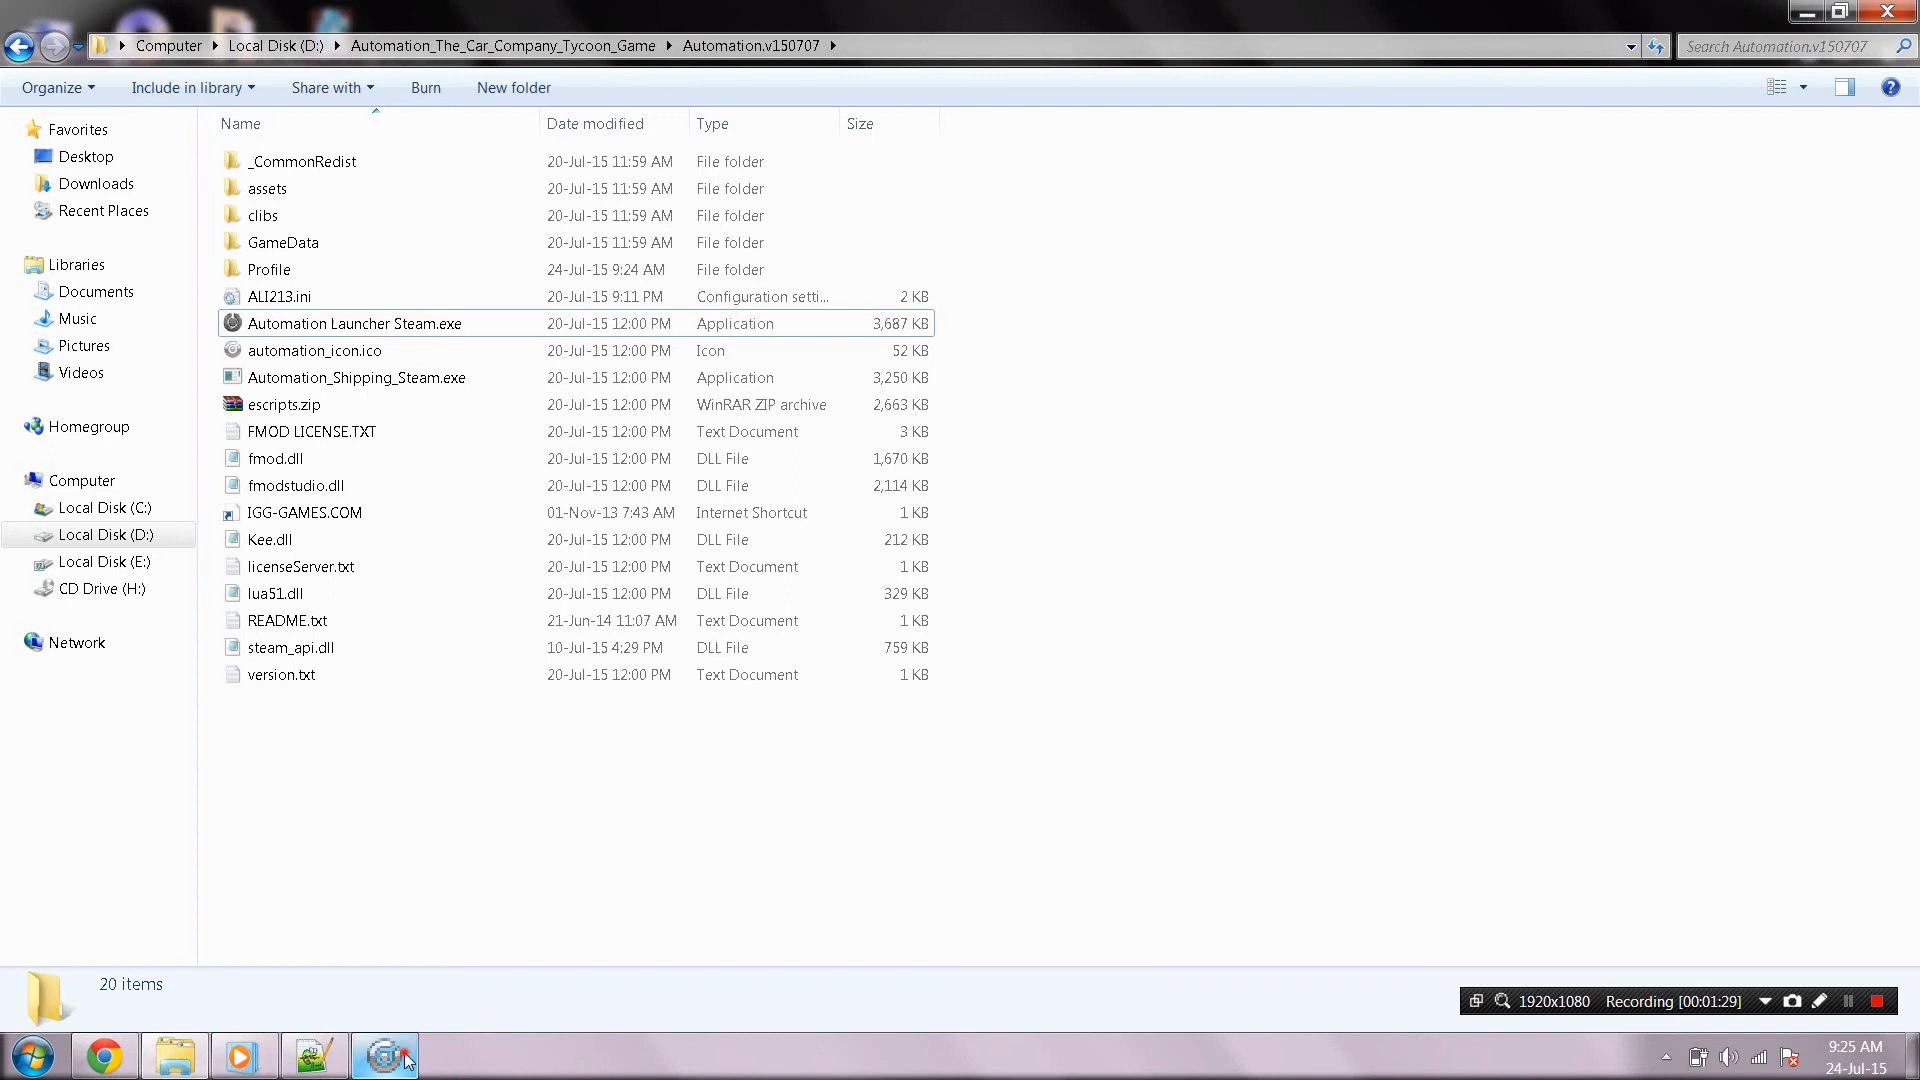 Computer Local Disk (D:) Automation_The_Car_Company_Tycoon_Game Automation.v150707 Search Automation.v150707
Organize Include in library Share with Burn New folder
Name Date modified Type Size
Favorites
Desktop
Downloads
Recent Places
Libraries
Documents
Music
Pictures
Videos
Homegroup
Computer
Local Disk (C:)
Local Disk (D:)
Local Disk (E:)
CD Drive (H:)
Network
_CommonRedist 20-Jul-15 11:59 AM File folder
assets 20-Jul-15 11:59 AM File folder
clibs 20-Jul-15 11:59 AM File folder
GameData 20-Jul-15 11:59 AM File folder
Profile 24-Jul-15 9:24 AM File folder
ALI213.ini 20-Jul-15 9:11 PM Configuration setti... 2 KB
Automation Launcher Steam.exe 20-Jul-15 12:00 PM Application 3,687 KB
automation_icon.ico 20-Jul-15 12:00 PM Icon 52 KB
Automation_Shipping_Steam.exe 20-Jul-15 12:00 PM Application 3,250 KB
escripts.zip 20-Jul-15 12:00 PM WinRAR ZIP archive 2,663 KB
FMOD LICENSE.TXT 20-Jul-15 12:00 PM Text Document 3 KB
fmod.dll 20-Jul-15 12:00 PM DLL File 1,670 KB
fmodstudio.dll 20-Jul-15 12:00 PM DLL File 2,114 KB
IGG-GAMES.COM 01-Nov-13 7:43 AM Internet Shortcut 1 KB
Kee.dll 20-Jul-15 12:00 PM DLL File 212 KB
licenseServer.txt 20-Jul-15 12:00 PM Text Document 1 KB
lua51.dll 20-Jul-15 12:00 PM DLL File 329 KB
README.txt 21-Jun-14 11:07 AM Text Document 1 KB
steam_api.dll 10-Jul-15 4:29 PM DLL File 759 KB
version.txt 20-Jul-15 12:00 PM Text Document 1 KB
20 items
1920x1080 Recording [00:01:29]
9:25 AM
24-Jul-15